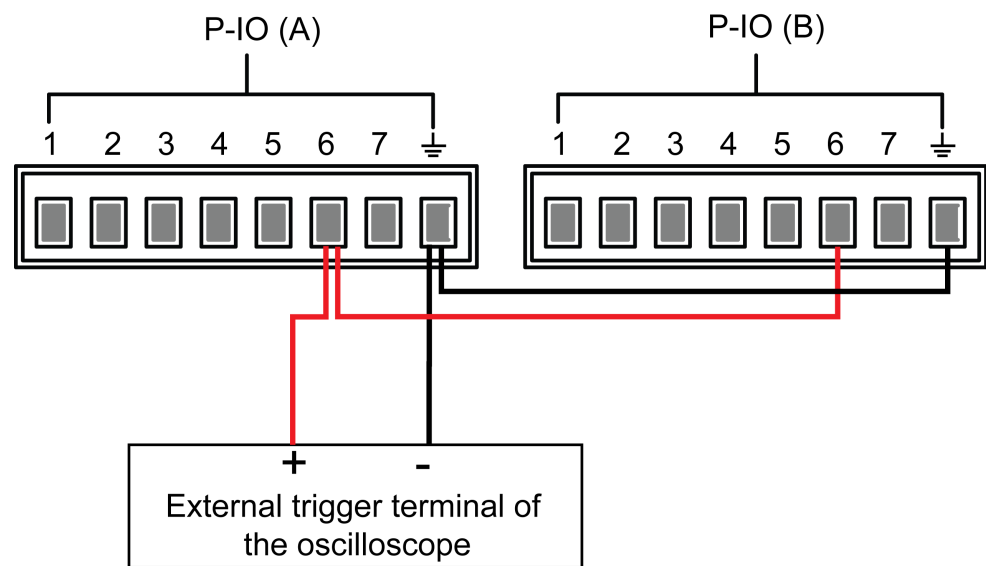 P-IO (A) P-IO (B)
1 2 3 4 5 6 7 1 2 3 4 5 6 7
+ -
External trigger terminal of
the oscilloscope